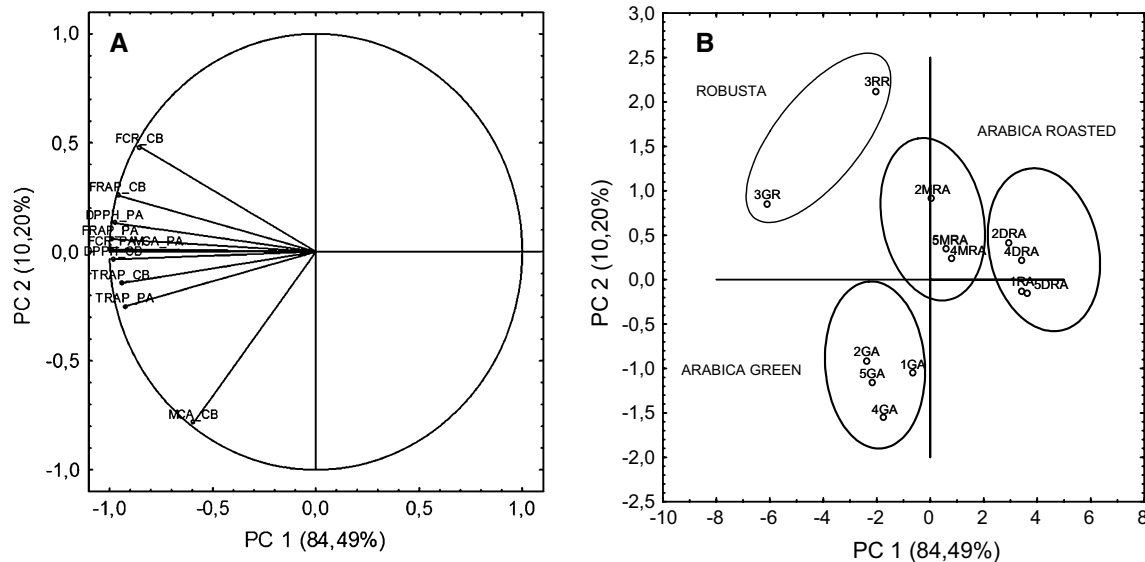 A
1,0
0,5
0,0
-0,5
-1,0
PC 2 (10,20%)
FCR_CB
FRAP_CB
DPPH_PA
FRAP_PA
FCR_PA
MCA_PA
DPPH_CB
TRAP_CB
TRAP_PA
MCA_CB
-1,0 -0,5 0,0 0,5 1,0
PC 1 (84,49%)
B
3,0
2,5
2,0
1,5
1,0
0,5
0,0
-0,5
-1,0
-1,5
-2,0
-2,5
PC 2 (10,20%)
3RR
ROBUSTA
ARABICA ROASTED
3GR
2MRA
5MRA
4MRA
2DRA
4DRA
1RA
5DRA
2GA
1GA
ARABICA GREEN
5GA
4GA
-10 -8 -6 -4 -2 0 2 4 6 8
PC 1 (84,49%)